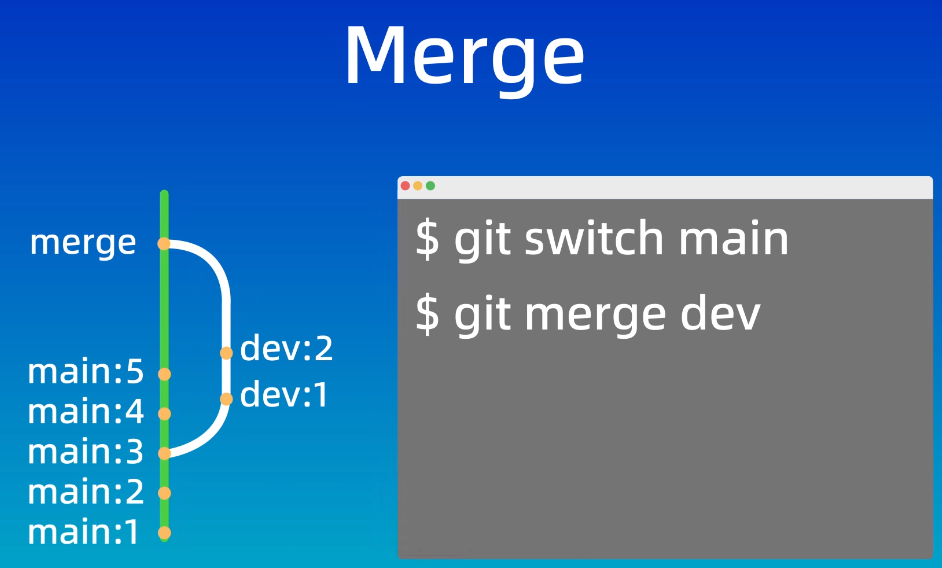 Merge
merge
dev:2
main:5
dev:1
main:4
main:3
main:2
main:1
$ git switch main
$ git merge dev